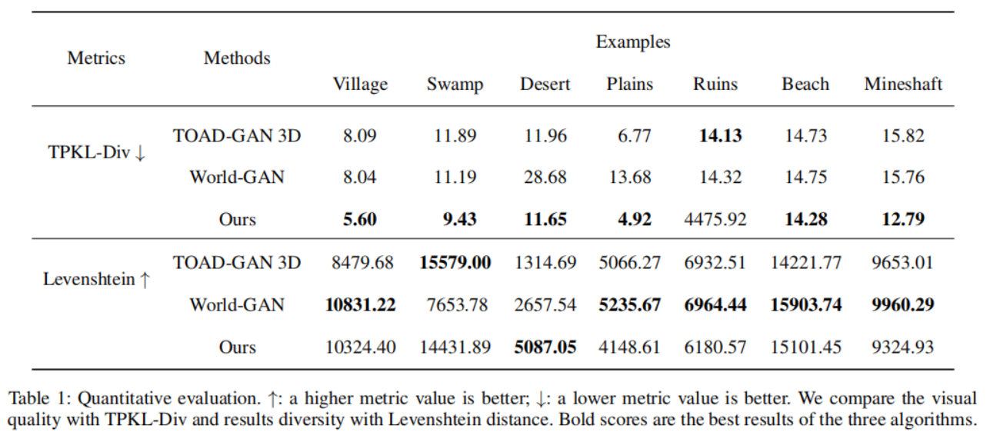 Metrics Methods Examples
Village Swamp Desert Plains Ruins Beach Mineshaft
TPKL-Div ↓
TOAD-GAN 3D 8.09 11.89 11.96 6.77 14.13 14.73 15.82
World-GAN 8.04 11.19 28.68 13.68 14.32 14.75 15.76
Ours 5.60 9.43 11.65 4.92 4475.92 14.28 12.79
Levenshtein ↑
TOAD-GAN 3D 8479.68 15579.00 1314.69 5066.27 6932.51 14221.77 9653.01
World-GAN 10831.22 7653.78 2657.54 5235.67 6964.44 15903.74 9960.29
Ours 10324.40 14431.89 5087.05 4148.61 6180.57 15101.45 9324.93
Table 1: Quantitative evaluation. ↑: a higher metric value is better; ↓: a lower metric value is better. We compare the visual
quality with TPKL-Div and results diversity with Levenshtein distance. Bold scores are the best results of the three algorithms.